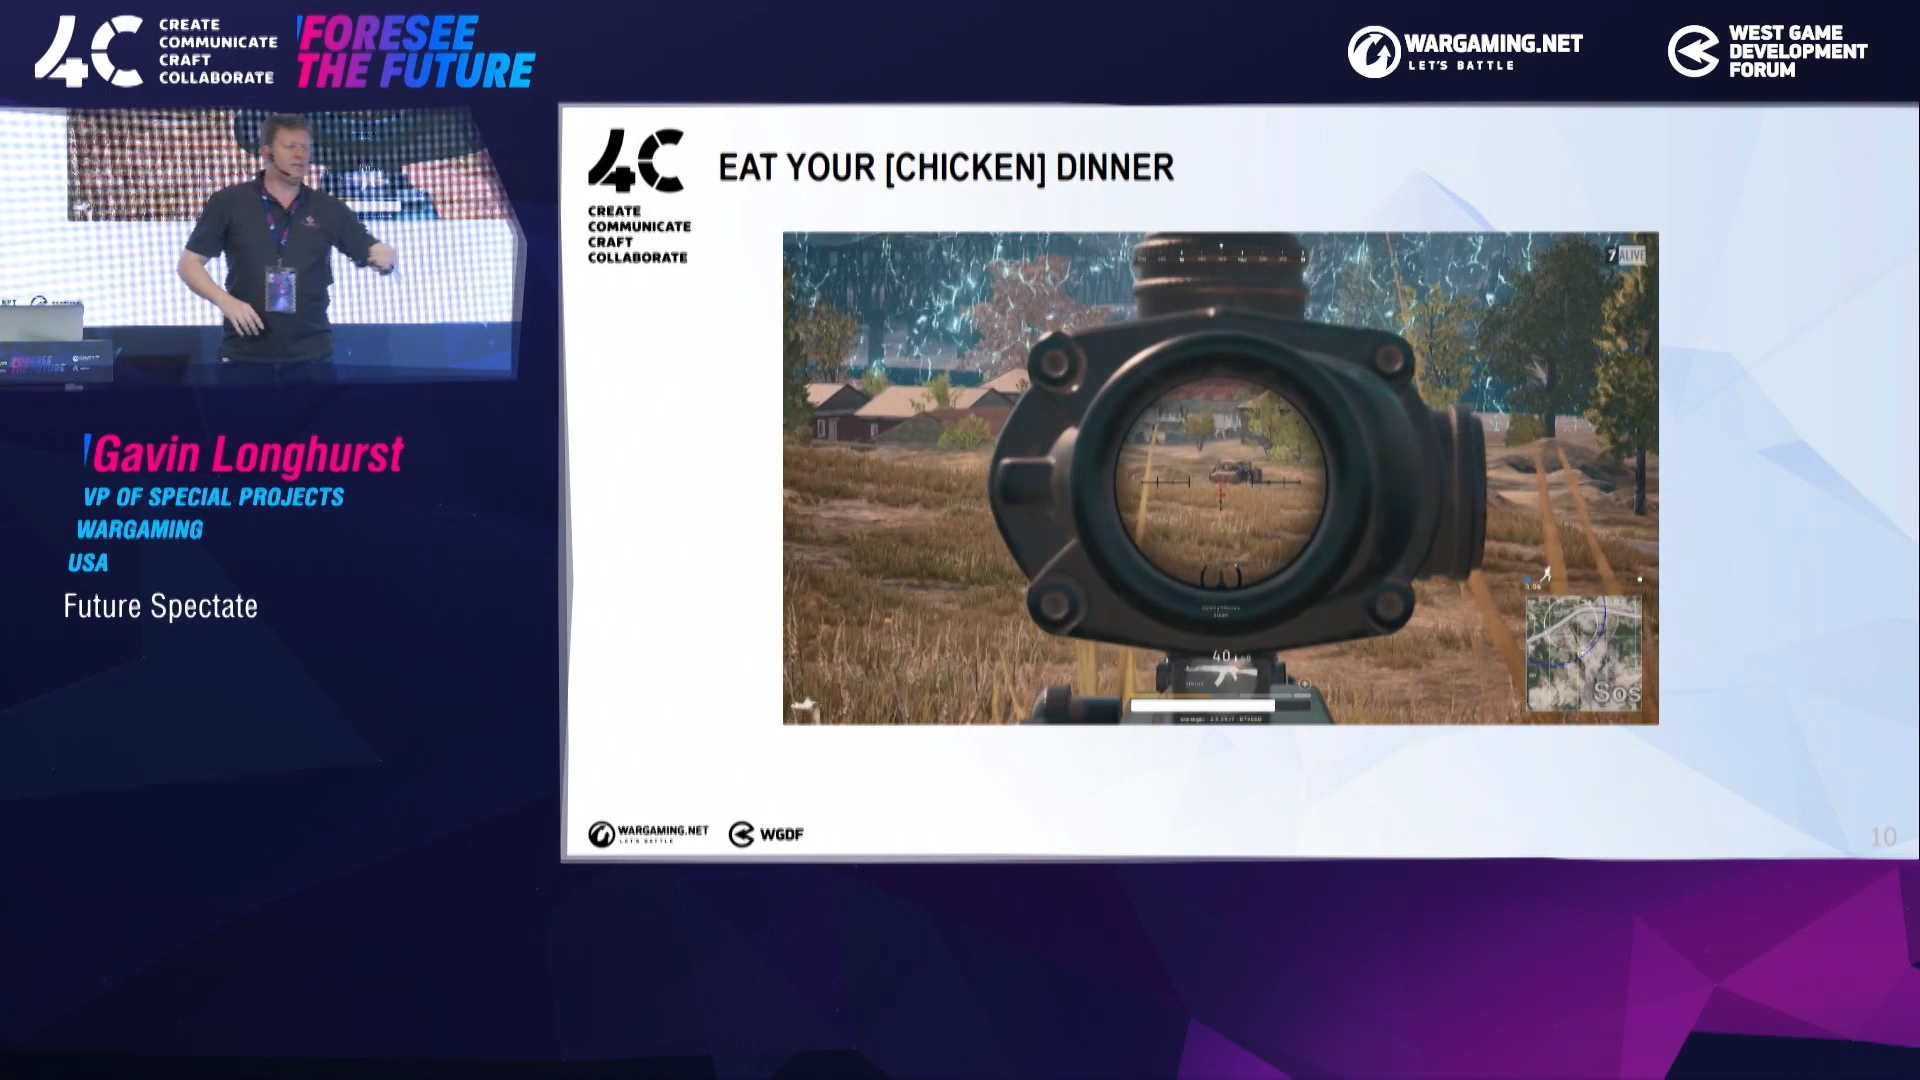 4C
CREATE
COMMUNICATE
CRAFT
COLLABORATE
FORESEE
THE FUTURE
WARGAMING.NET
LET'S BATTLE
WEST GAME
DEVELOPMENT
FORUM
4C
CREATE
COMMUNICATE
CRAFT
COLLABORATE
EAT YOUR [CHICKEN] DINNER
7 ALIVE
40
Sos
WARGAMING.NET
LET'S BATTLE
WGDF
10
Gavin Longhurst
VP OF SPECIAL PROJECTS
WARGAMING
USA
Future Spectate